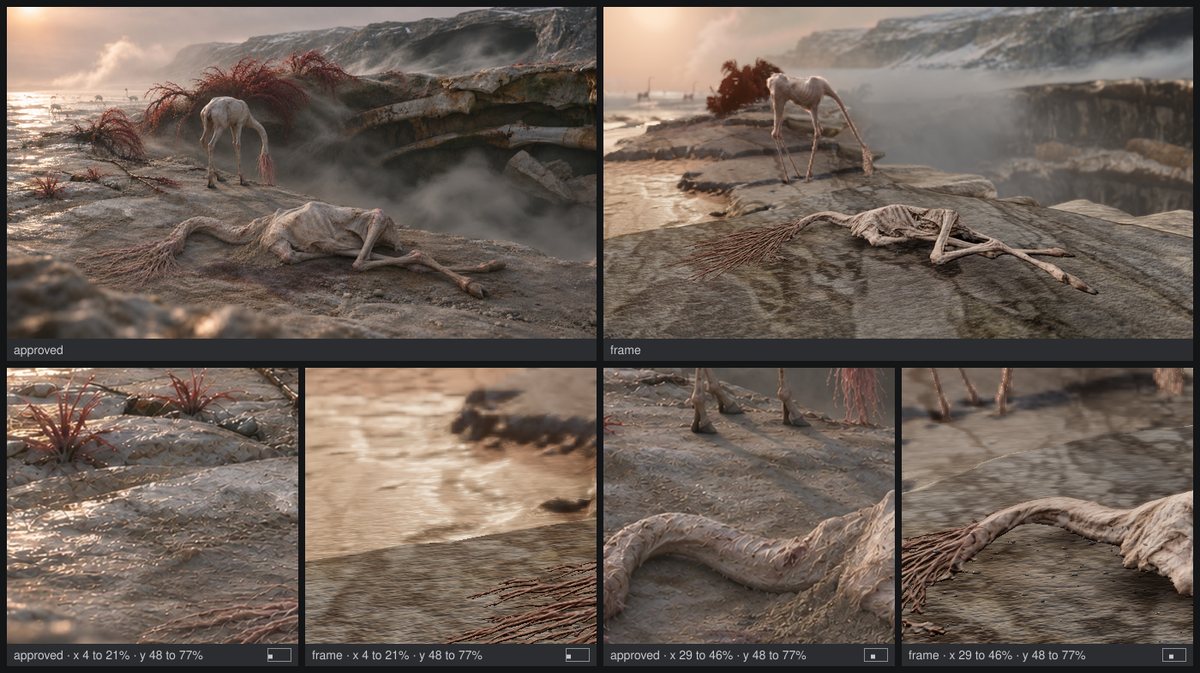 approved
frame
approved · x 4 to 21% · y 48 to 77%
frame · x 4 to 21% · y 48 to 77%
approved · x 29 to 46% · y 48 to 77%
frame · x 29 to 46% · y 48 to 77%